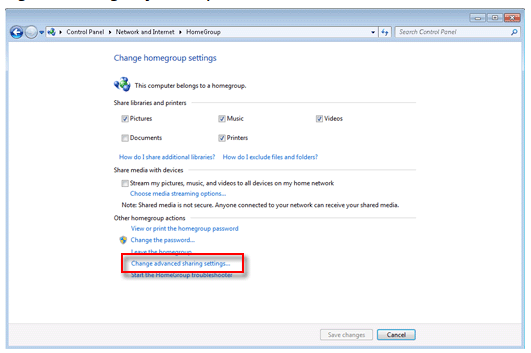 Control Panel ▸ Network and Internet ▸ HomeGroup
Search Control Panel
Change homegroup settings
This computer belongs to a homegroup.
Share libraries and printers
Pictures Music Videos
Documents Printers
How do I share additional libraries? How do I exclude files and folders?
Share media with devices
Stream my pictures, music, and videos to all devices on my home network
Choose media streaming options...
Note: Shared media is not secure. Anyone connected to your network can receive your shared media.
Other homegroup actions
View or print the homegroup password
Change the password...
Leave the homegroup...
Change advanced sharing settings...
Start the HomeGroup troubleshooter
Save changes Cancel